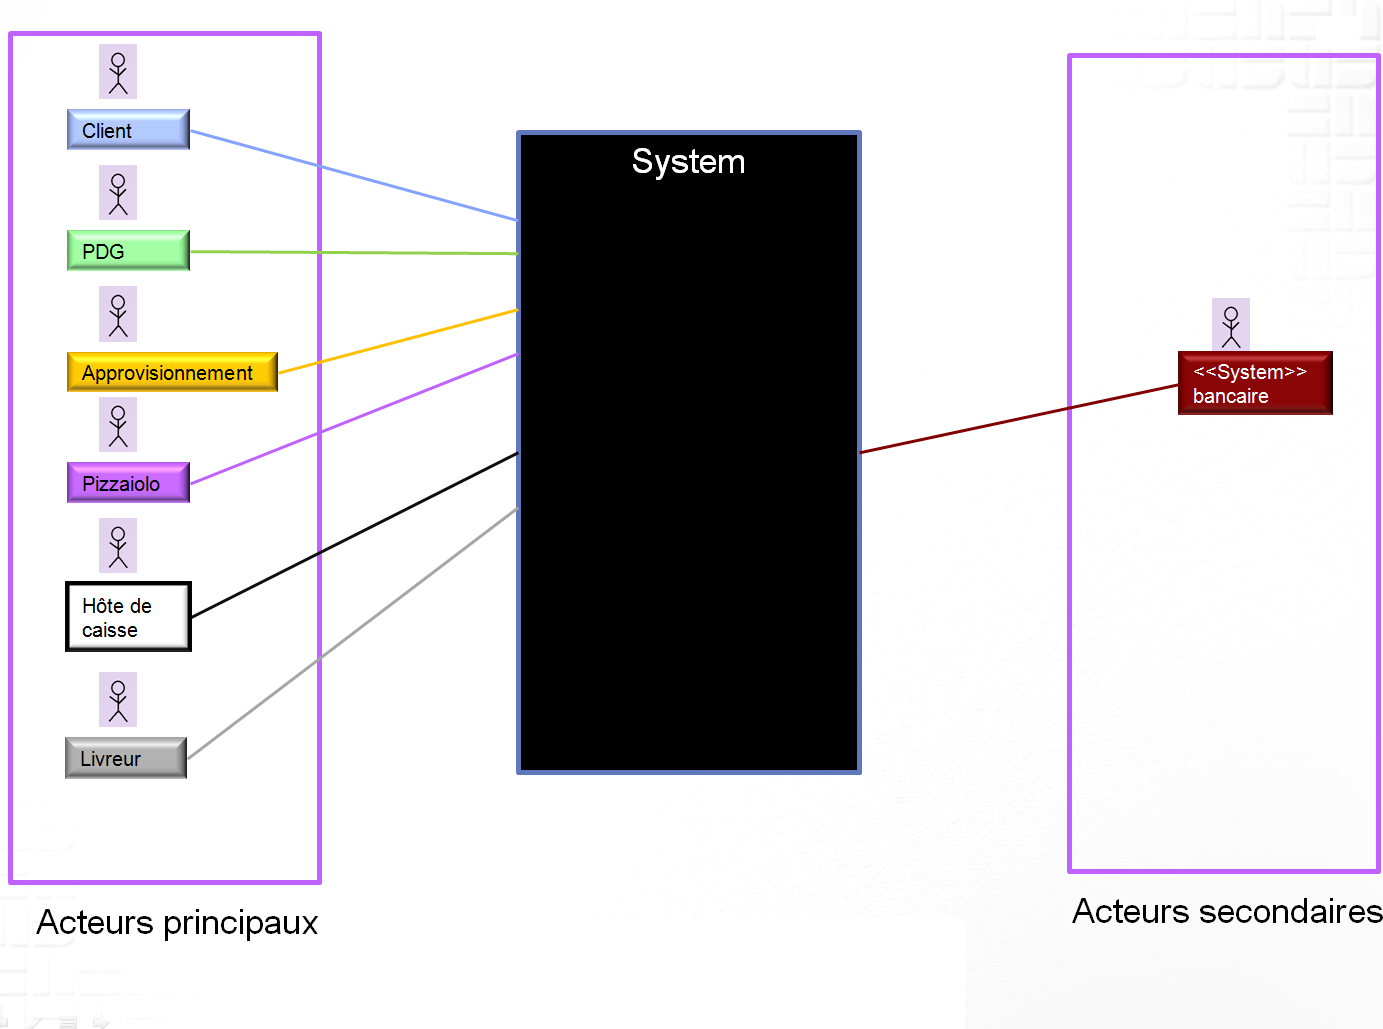 Client
PDG
Approvisionnement
Pizzaiolo
Hôte de
caisse
Livreur
Acteurs principaux
System
<<System>>
bancaire
Acteurs secondaires